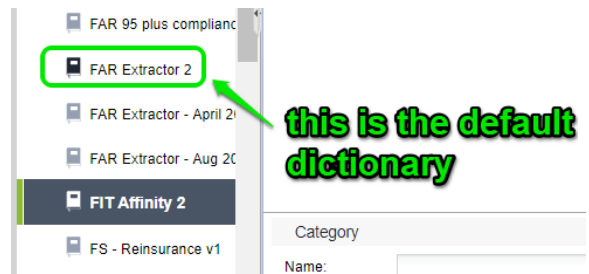 FAR 95 plus complianc
FAR Extractor 2
FAR Extractor - April 2
FAR Extractor - Aug 20
FIT Affinity 2
FS - Reinsurance v1
this is the default
dictionary
Category
Name: